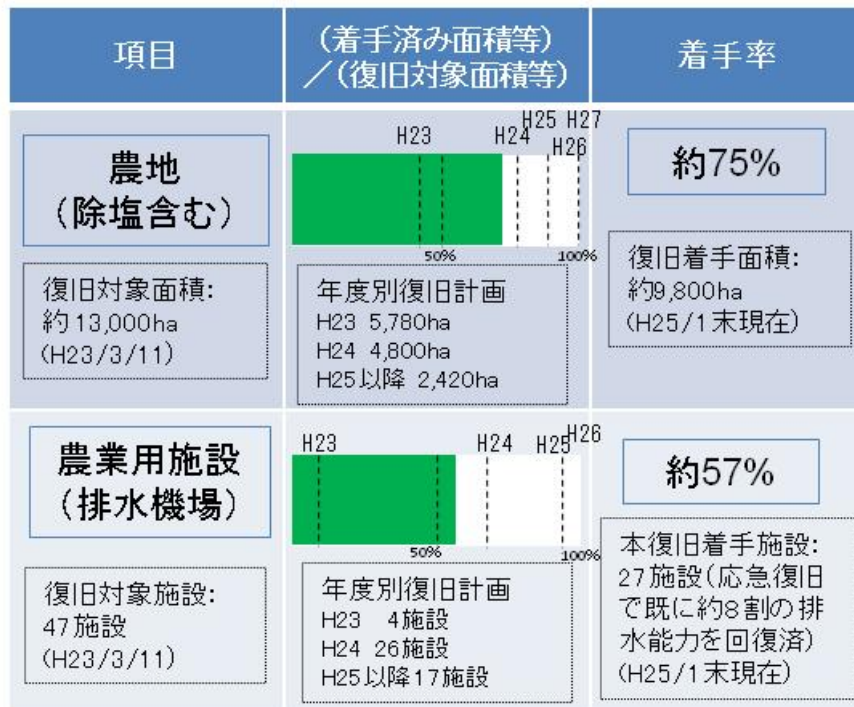 項目
(着手済み面積等)
/(復旧対象面積等)
着手率
農地
(除塩含む)
復旧対象面積:
約13,000ha
(H23/3/11)
H23
H24
H25
H27
H26
50%
100%
年度別復旧計画
H23 5,780ha
H24 4,800ha
H25以降 2,420ha
約75%
復旧着手面積:
約9,800ha
(H25/1末現在)
農業用施設
(排水機場)
復旧対象施設:
47施設
(H23/3/11)
H23
H24
H25
H26
50%
100%
年度別復旧計画
H23 4施設
H24 26施設
H25以降17施設
約57%
本復旧着手施設:
27施設(応急復旧
で既に約8割の排
水能力を回復済)
(H25/1末現在)